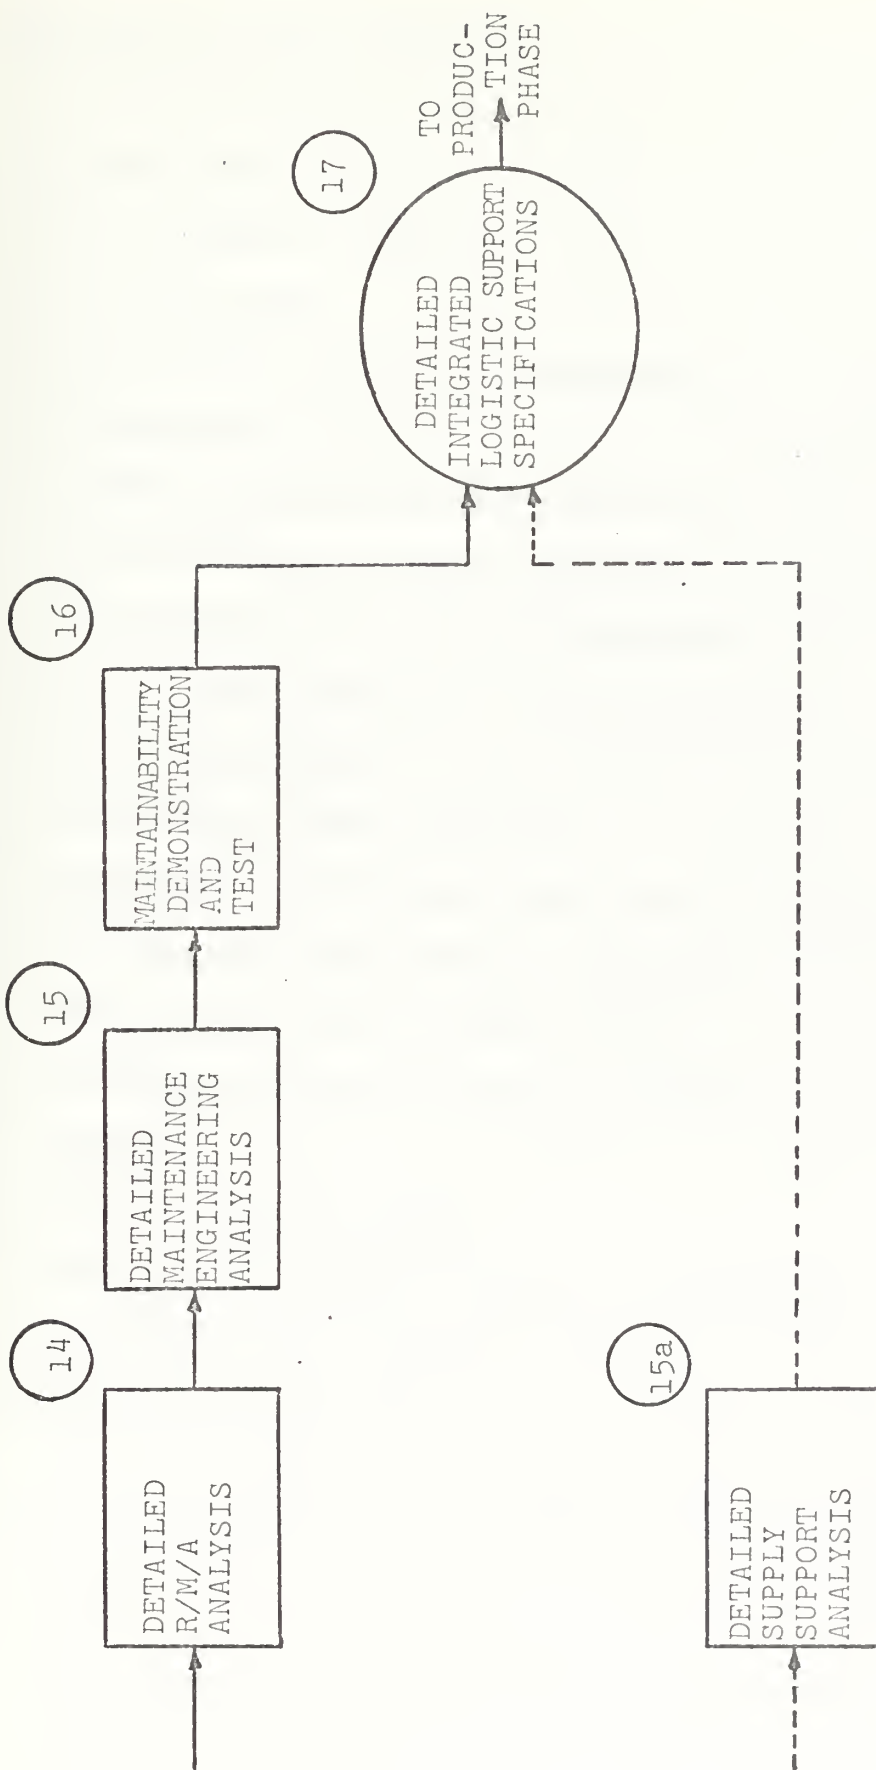 14
DETAILED
R/M/A
ANALYSIS
15
DETAILED
MAINTENANCE
ENGINEERING
ANALYSIS
16
MAINTAINABILITY
DEMONSTRATION
AND
TEST
17
DETAILED
INTEGRATED
LOGISTIC SUPPORT
SPECIFICATIONS
TO
PRODUC-
TION
PHASE
15a
DETAILED
SUPPLY
SUPPORT
ANALYSIS